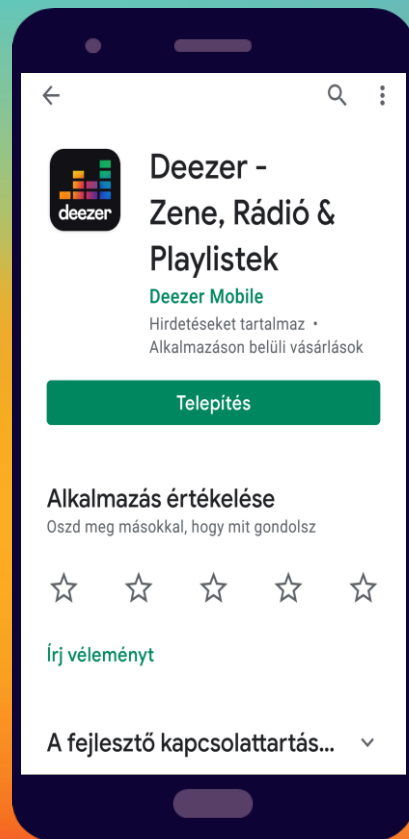 deezer
Deezer -
Zene, Rádió &
Playlistek
Deezer Mobile
Hirdetéseket tartalmaz •
Alkalmazáson belüli vásárlások
Telepítés
Alkalmazás értékelése
Oszd meg másokkal, hogy mit gondolsz
Írj véleményt
A fejlesztő kapcsolattartás...